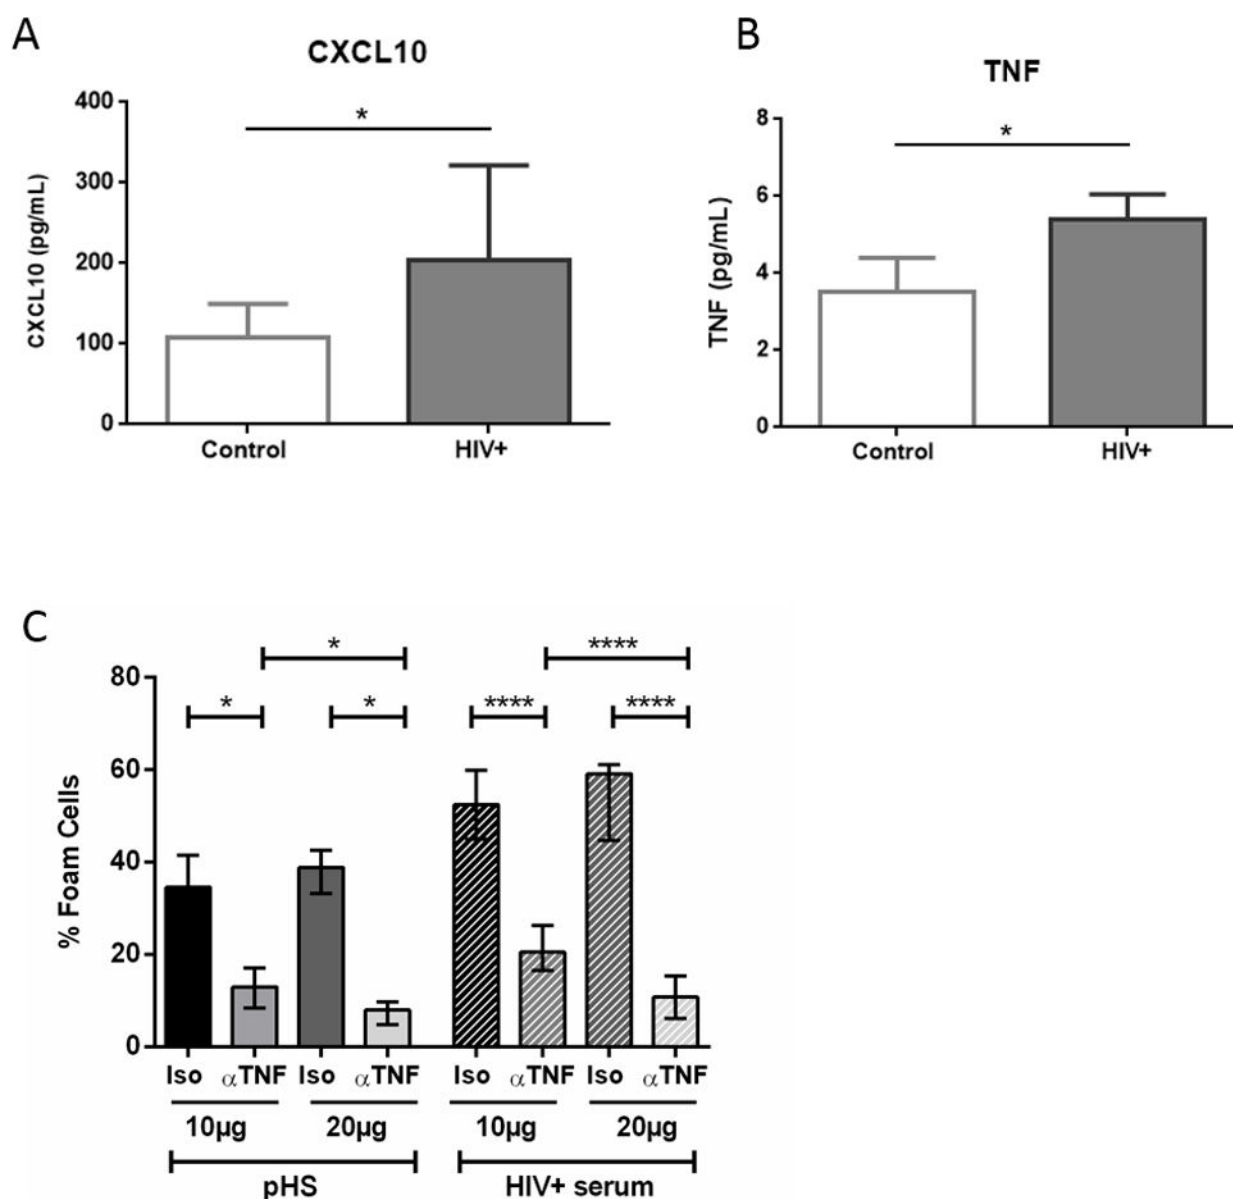 A
CXCL10
CXCL10 (pg/mL)
400
300
200
100
0
*
Control
HIV+
B
TNF
TNF (pg/mL)
8
6
4
2
0
*
Control
HIV+
C
% Foam Cells
80
60
40
20
0
* ****
* * **** ****
Iso αTNF Iso αTNF Iso αTNF Iso αTNF
10µg 20µg 10µg 20µg
pHS HIV+ serum